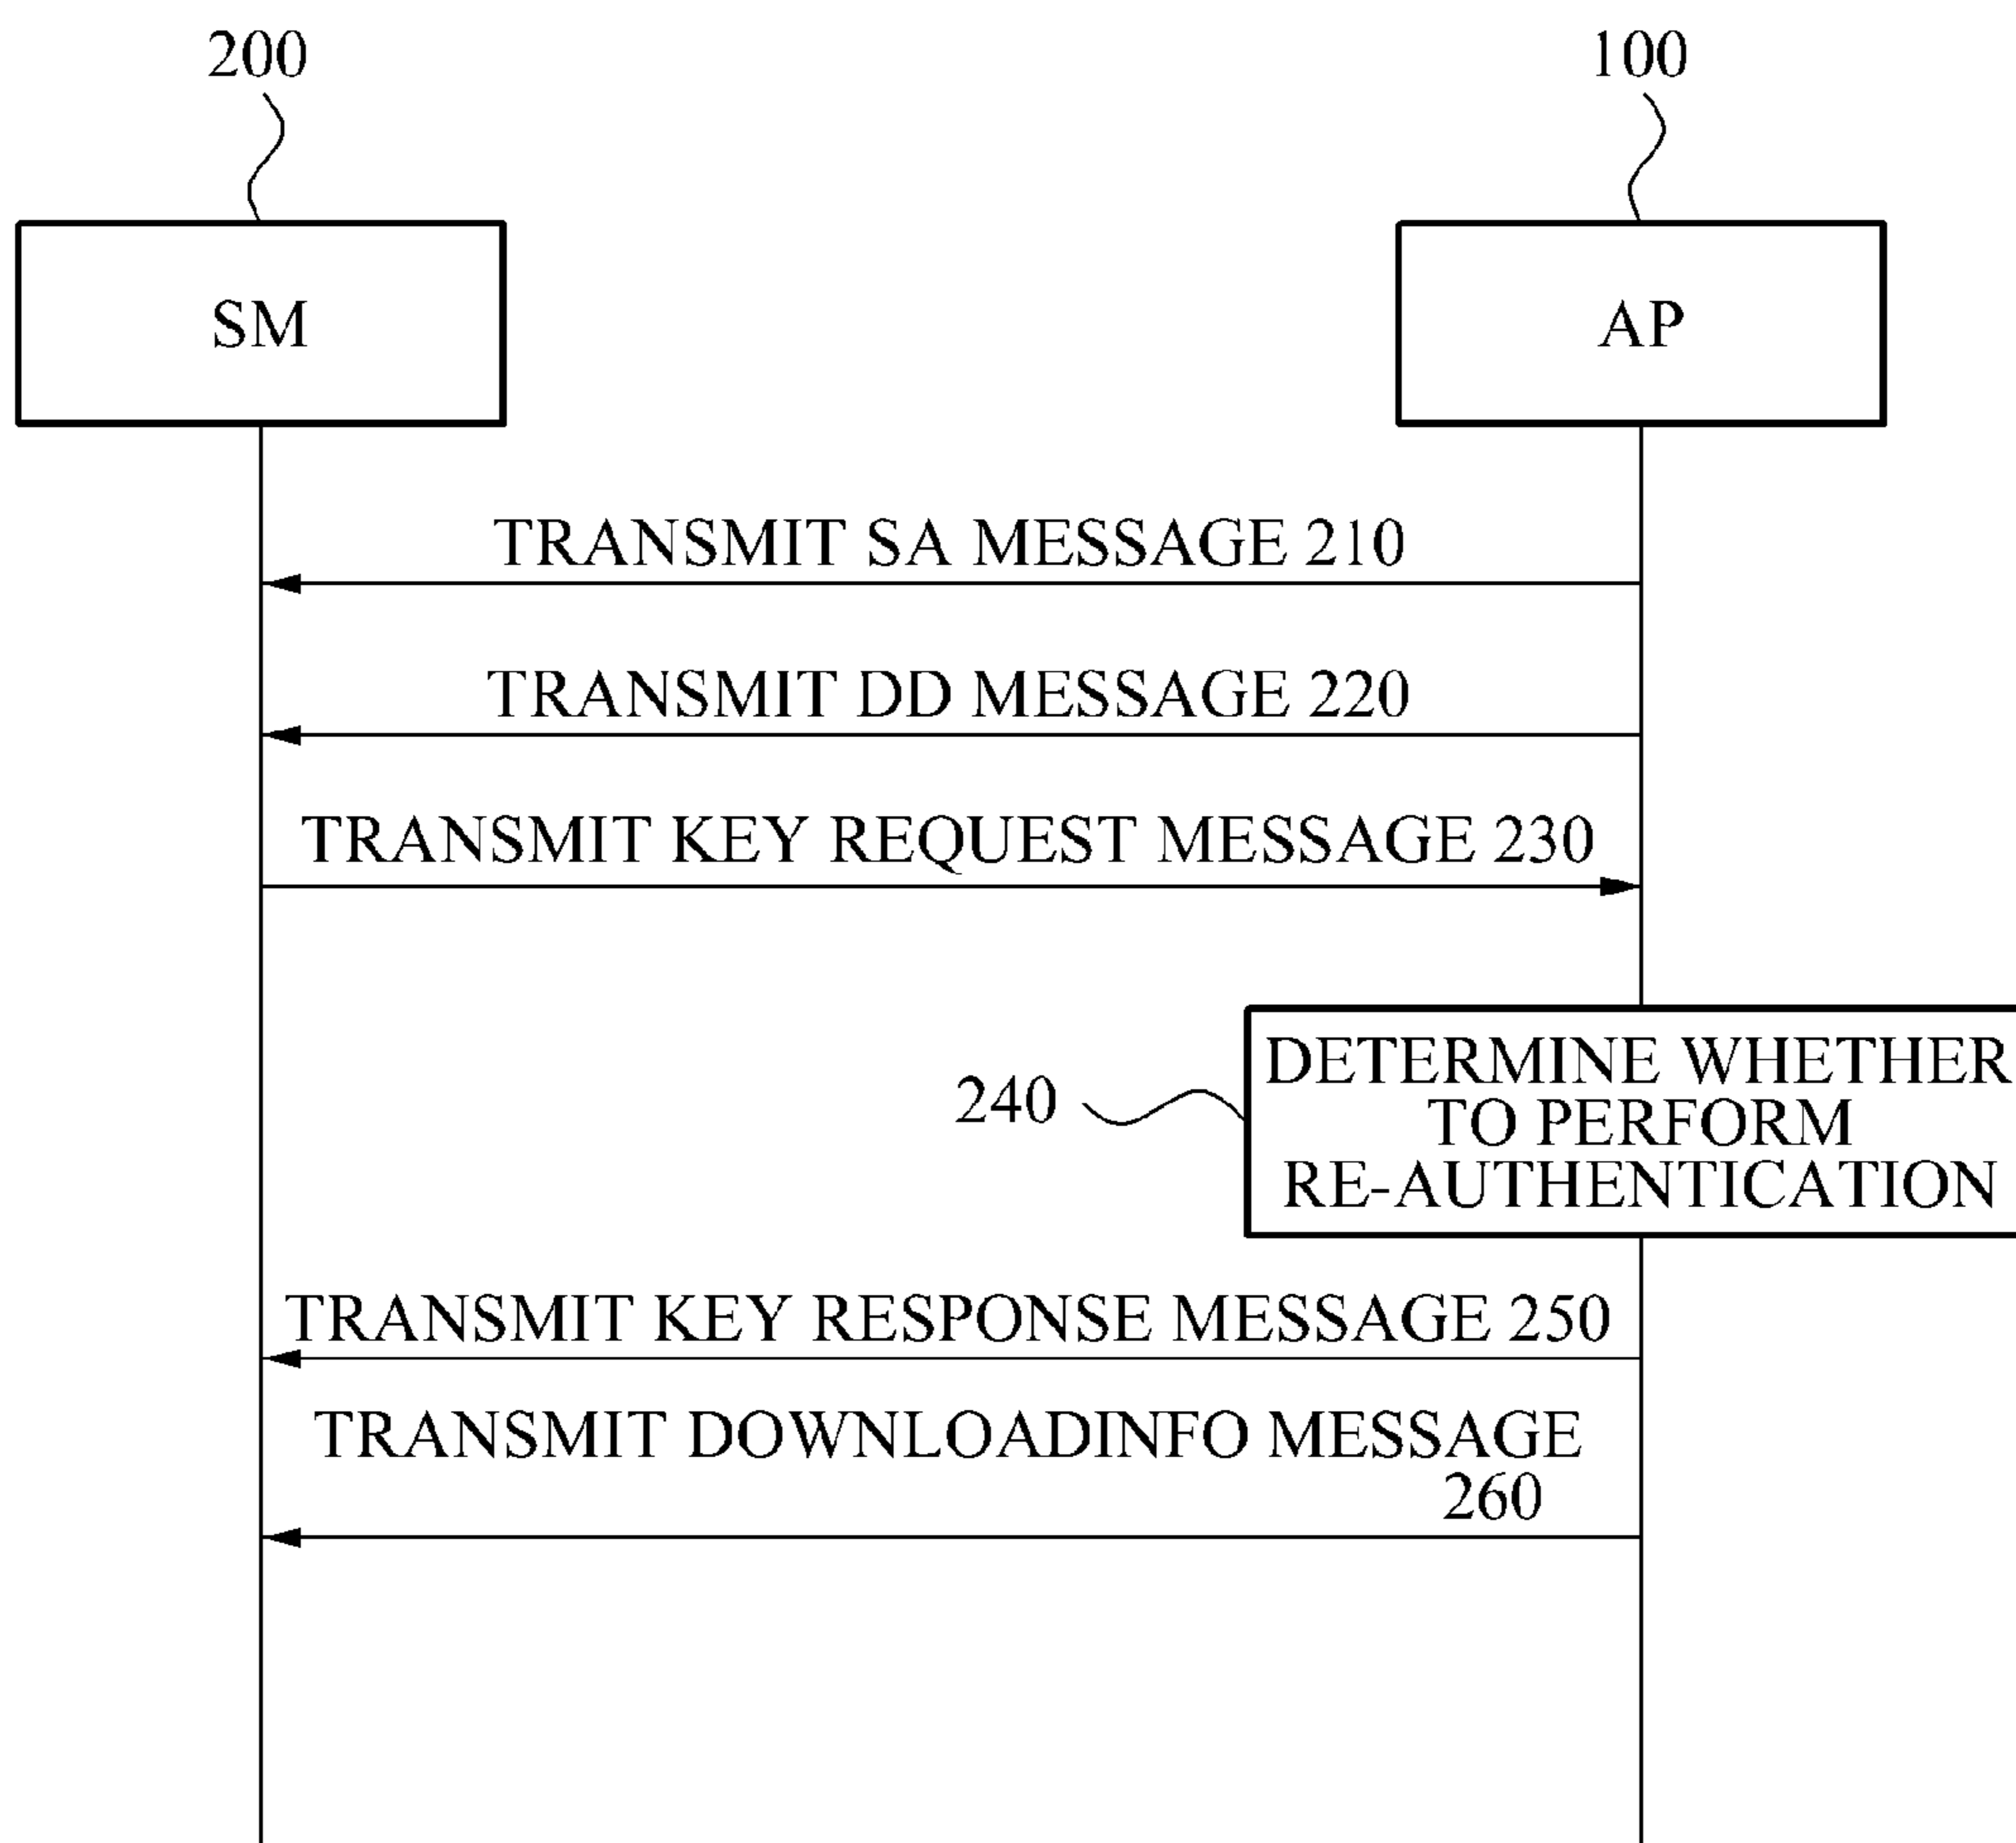 200
100
SM
AP
TRANSMIT SA MESSAGE 210
TRANSMIT DD MESSAGE 220
TRANSMIT KEY REQUEST MESSAGE 230
240
DETERMINE WHETHER
TO PERFORM
RE-AUTHENTICATION
TRANSMIT KEY RESPONSE MESSAGE 250
TRANSMIT DOWNLOADINFO MESSAGE
260